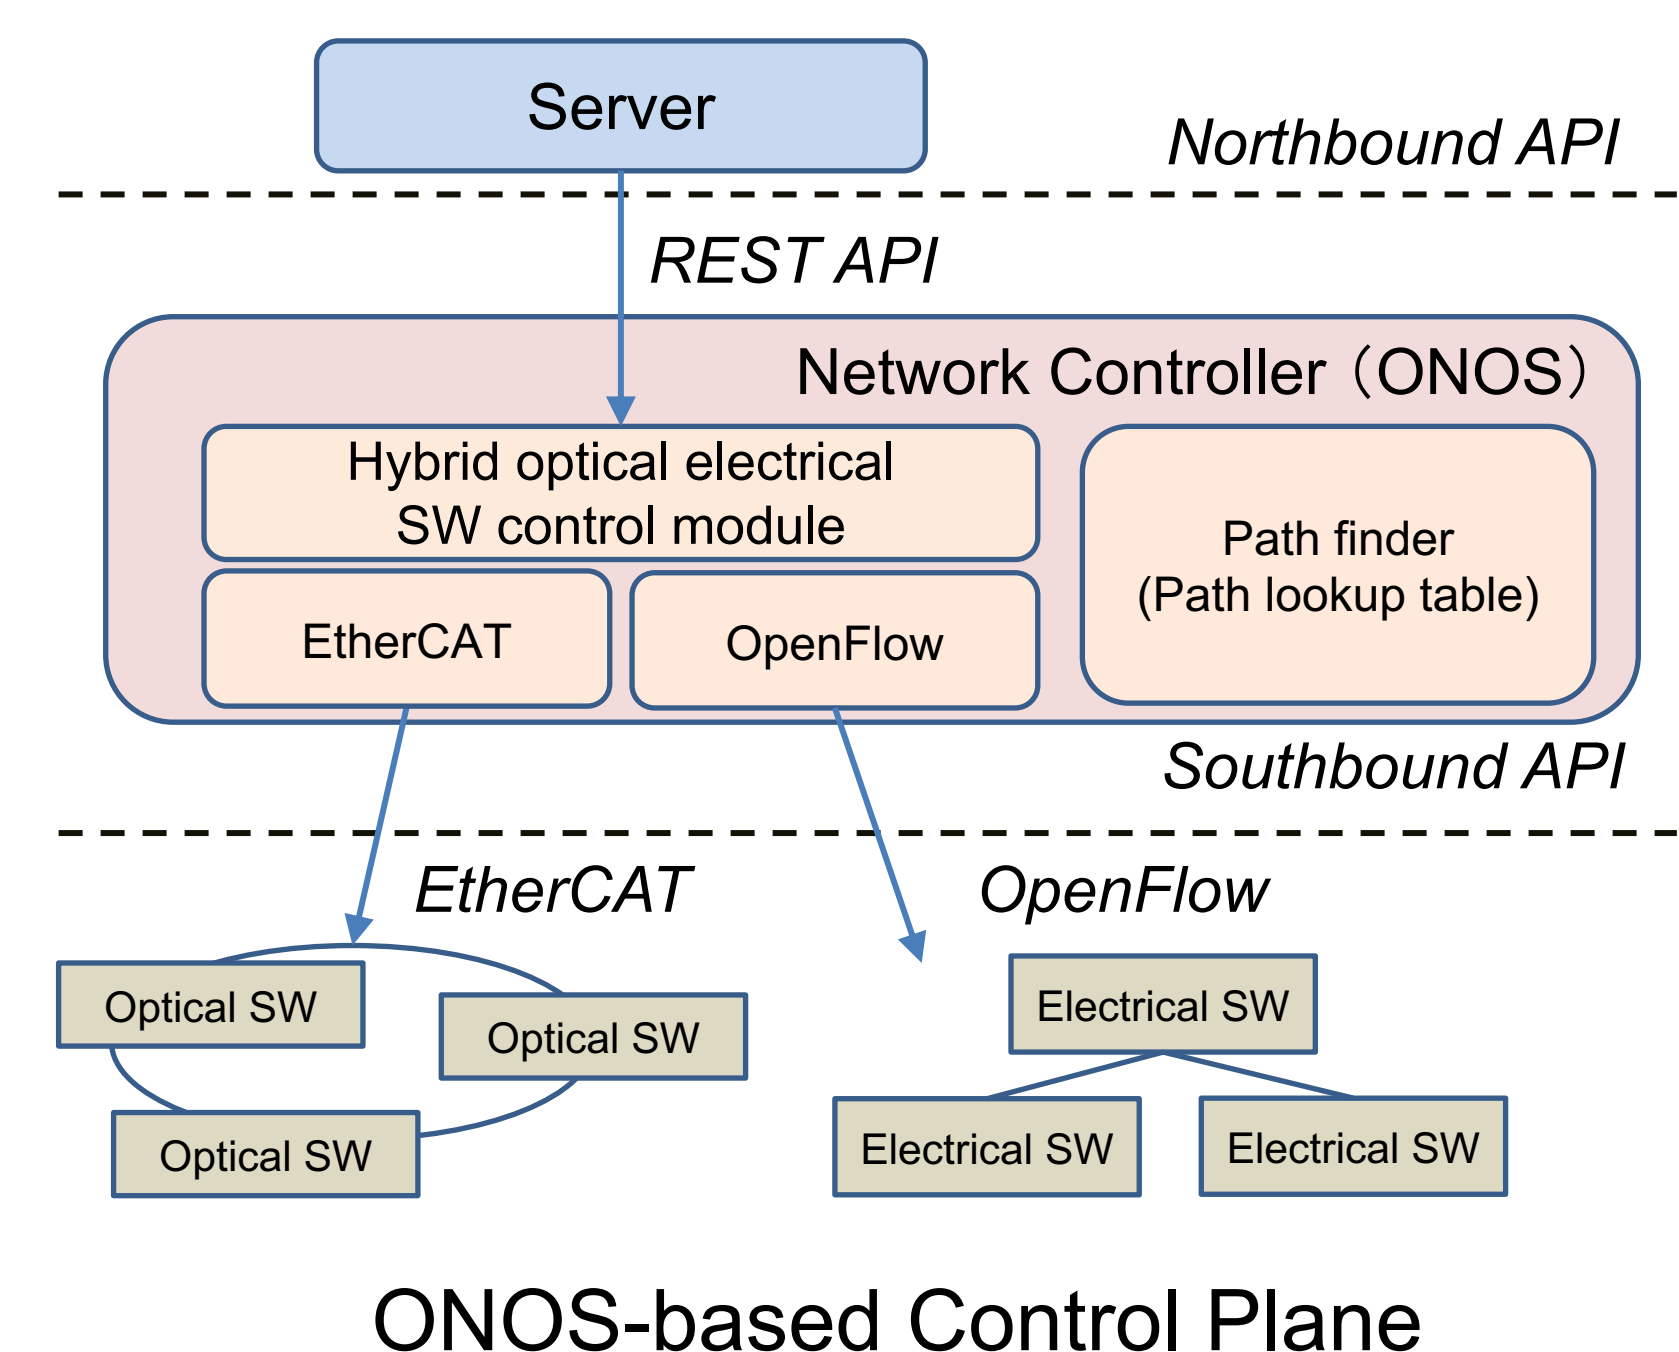 Server
Northbound API
REST API
Network Controller（ONOS）
Hybrid optical electrical
SW control module
Path finder
(Path lookup table)
EtherCAT
OpenFlow
Southbound API
EtherCAT
OpenFlow
Optical SW
Optical SW
Optical SW
Electrical SW
Electrical SW
Electrical SW
ONOS-based Control Plane